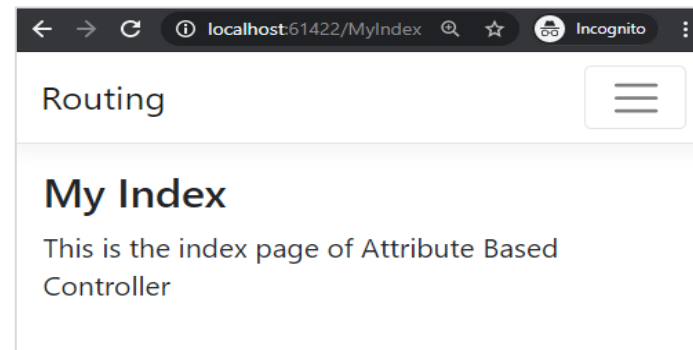 localhost:61422/MyIndex Incognito
Routing
My Index
This is the index page of Attribute Based
Controller